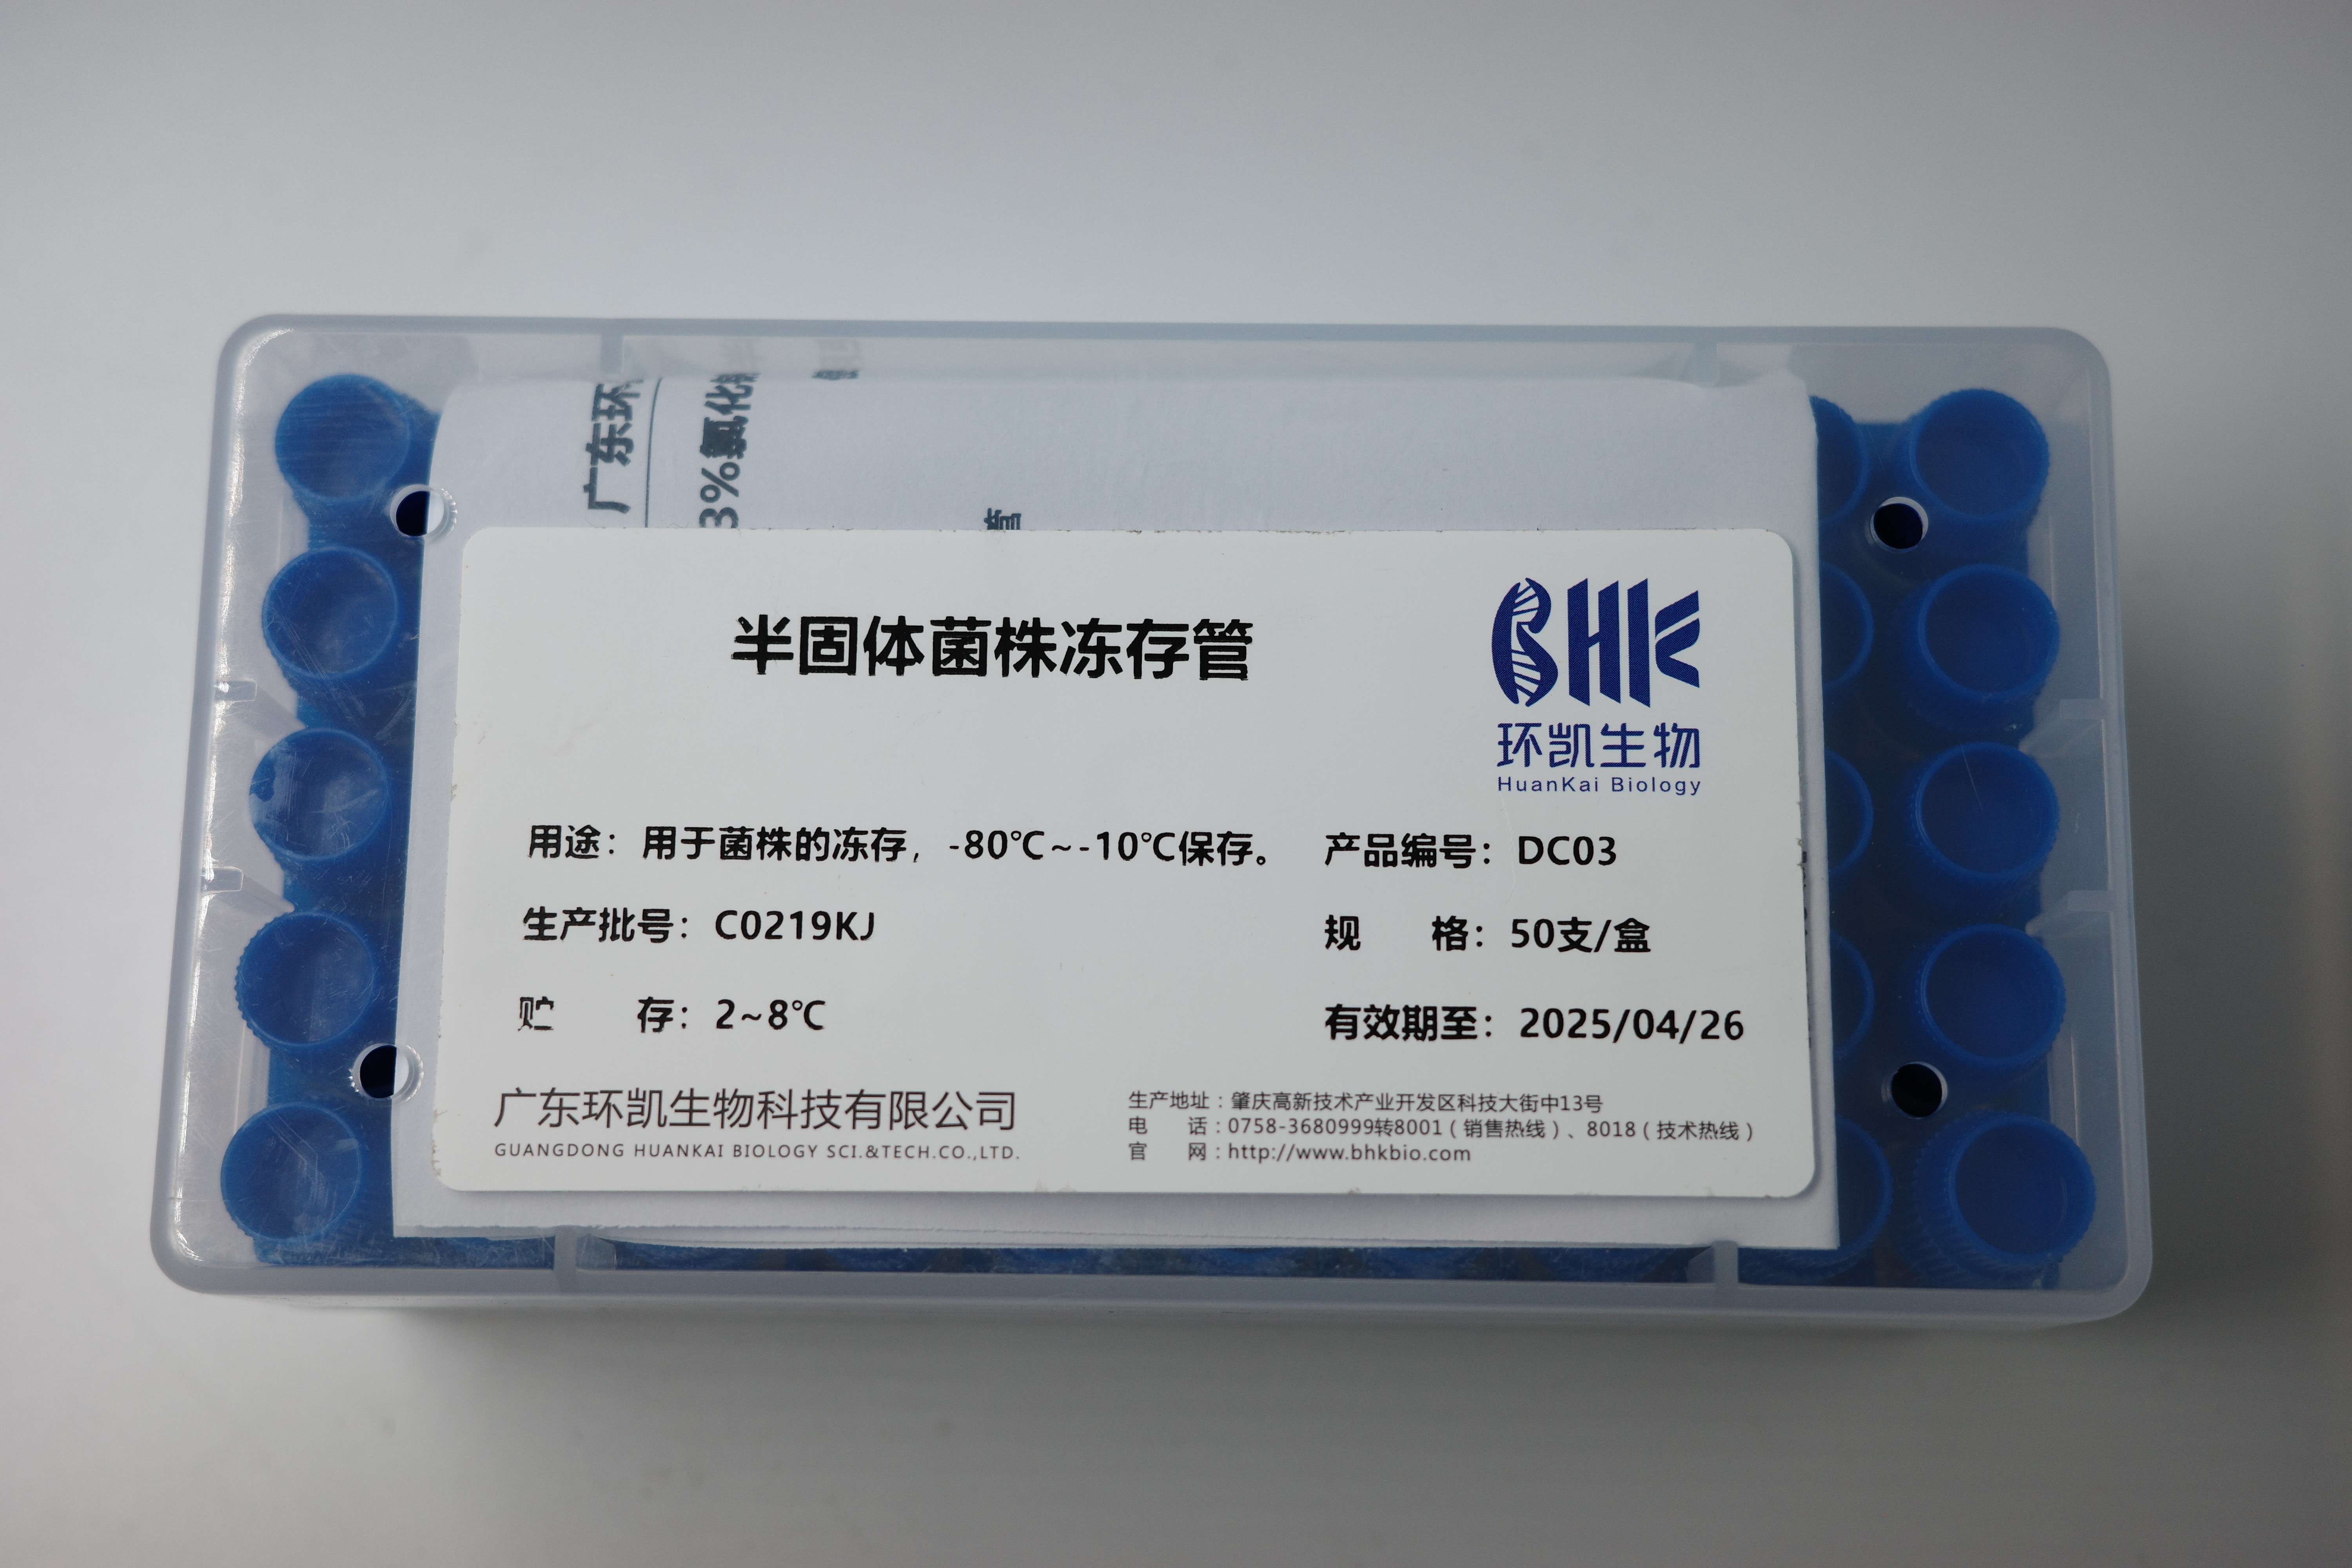 广东环
3%氯化
管
半固体菌株冻存管
BHK
环凯生物
HuanKai Biology
用途：用于菌株的冻存，-80℃~-10℃保存。
产品编号：DC03
生产批号：C0219KJ
规 格：50支/盒
贮 存：2~8℃
有效期至：2025/04/26
广东环凯生物科技有限公司
GUANGDONG HUANKAI BIOLOGY SCI.&TECH.CO.,LTD.
生产地址：肇庆高新技术产业开发区科技大街中13号
电 话：0758-3680999转8001（销售热线）、8018（技术热线）
官 网：http://www.bhkbio.com